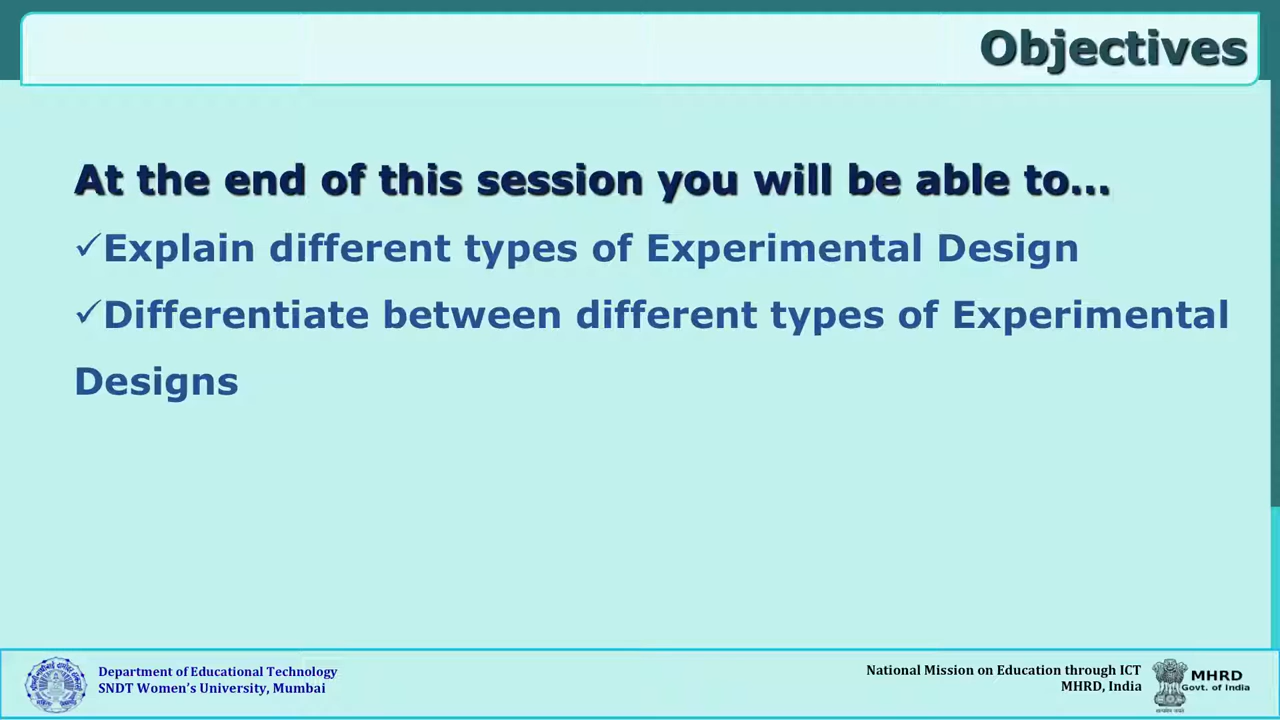 Objectives
At the end of this session you will be able to...
✓Explain different types of Experimental Design
✓Differentiate between different types of Experimental
Designs
Department of Educational Technology
SNDT Women's University, Mumbai
National Mission on Education through ICT
MHRD, India
MHRD
Govt. of India